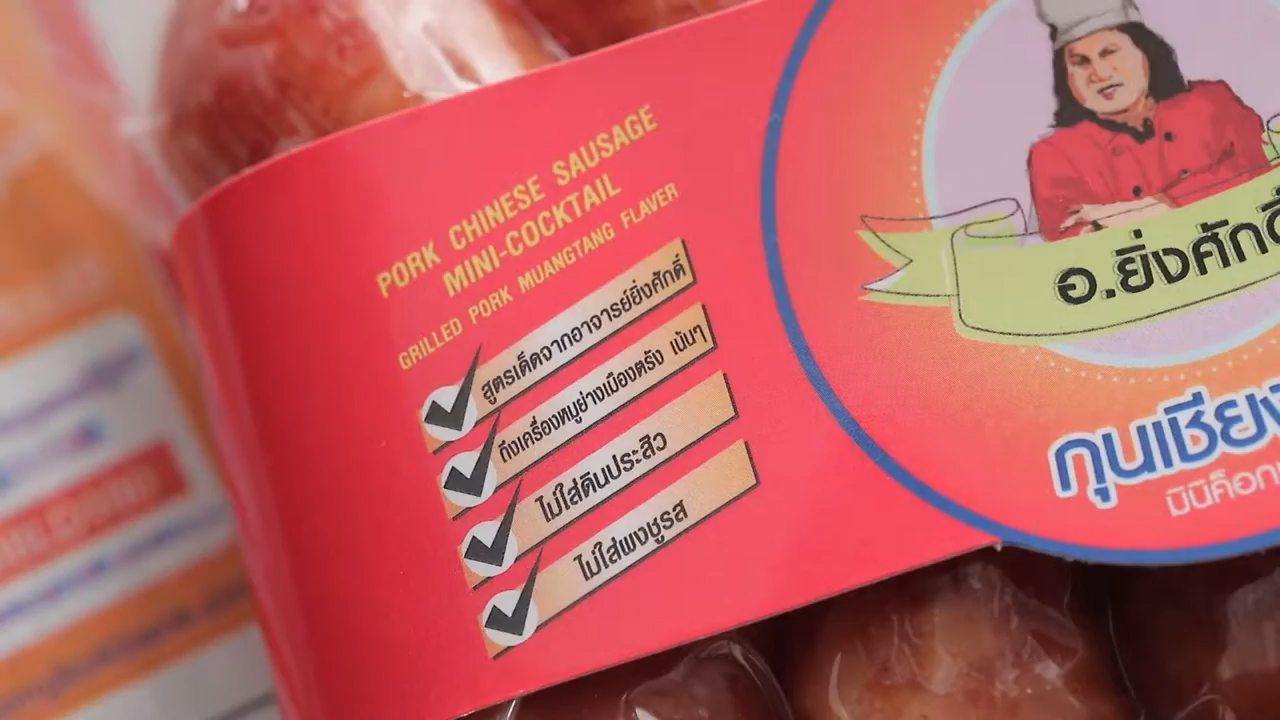 PORK CHINESE SAUSAGE
MINI-COCKTAIL
GRILLED PORK MUANGTANG FLAVER
สูตรเด็ดจากอาจารย์ยิ่งศักดิ์
ถึงเครื่องหมูย่างเมืองตรัง เน้นๆ
ไม่ใส่ดินประสิว
ไม่ใส่ผงชูรส
อ.ยิ่งศักดิ์
กุนเชียง
มินิค็อก